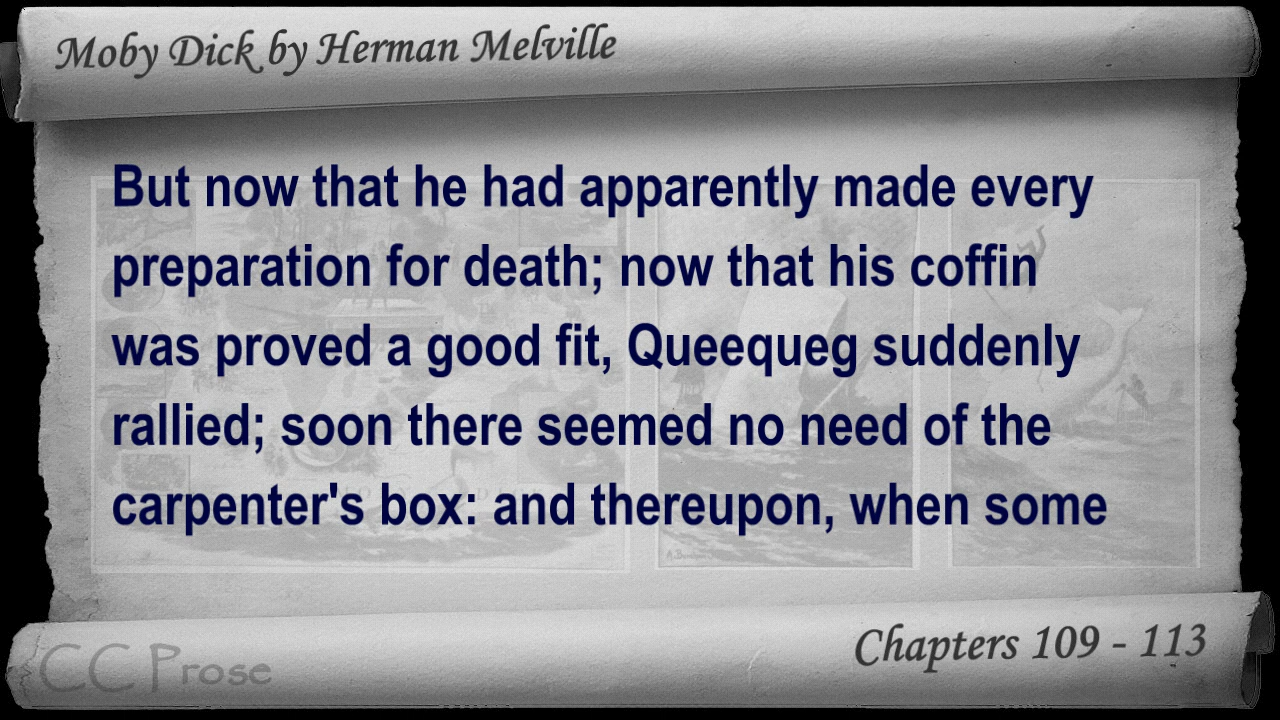 Moby Dick by Herman Melville
But now that he had apparently made every
preparation for death; now that his coffin
was proved a good fit, Queequeg suddenly
rallied; soon there seemed no need of the
carpenter's box: and thereupon, when some
Chapters 109 - 113
CC Prose